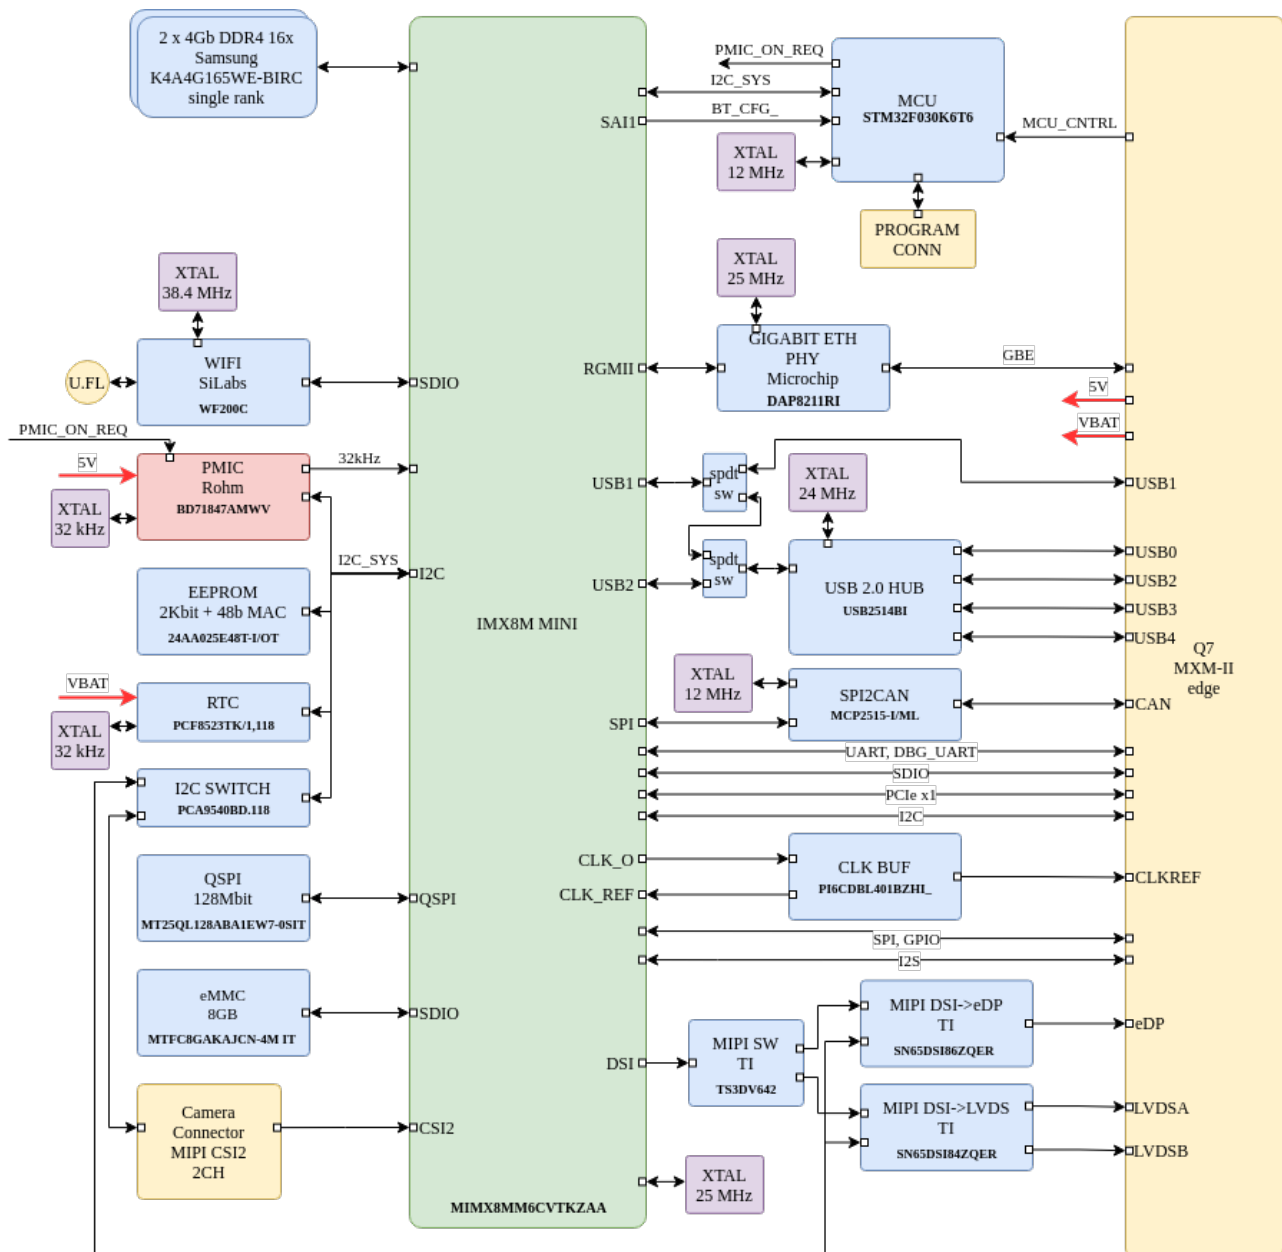 2 x 4Gb DDR4 16x
Samsung
K4A4G165WE-BIRC
single rank
PMIC_ON_REQ
I2C_SYS
BT_CFG_
SAI1
MCU
STM32F030K6T6
MCU_CNTRL
XTAL
12 MHz
PROGRAM
CONN
XTAL
38.4 MHz
XTAL
25 MHz
U.FL
WIFI
SiLabs
WF200C
SDIO
RGMII
GIGABIT ETH
PHY
Microchip
DAP8211RI
GBE
5V
VBAT
PMIC_ON_REQ
5V
XTAL
32 kHz
PMIC
Rohm
BD71847AMWV
32kHz
I2C_SYS
I2C
USB1
spdt
sw
XTAL
24 MHz
USB1
USB2
spdt
sw
USB 2.0 HUB
USB2514BI
USB0
USB2
USB3
USB4
EEPROM
2Kbit + 48b MAC
24AA025E48T-I/OT
IMX8M MINI
Q7
MXM-II
edge
VBAT
XTAL
32 kHz
RTC
PCF8523TK/1,118
XTAL
12 MHz
SPI
SPI2CAN
MCP2515-I/ML
CAN
UART, DBG_UART
SDIO
PCIe x1
I2C
I2C SWITCH
PCA9540BD.118
CLK_O
CLK_REF
CLK BUF
PI6CDBL401BZHI_
CLKREF
QSPI
128Mbit
MT25QL128ABA1EW7-0SIT
QSPI
SPI, GPIO
I2S
eMMC
8GB
MTFC8GAKAJCN-4M IT
SDIO
DSI
MIPI SW
TI
TS3DV642
MIPI DSI->eDP
TI
SN65DSI86ZQER
eDP
MIPI DSI->LVDS
TI
SN65DSI84ZQER
LVDSA
LVDSB
Camera
Connector
MIPI CSI2
2CH
CSI2
XTAL
25 MHz
MIMX8MM6CVTKZAA